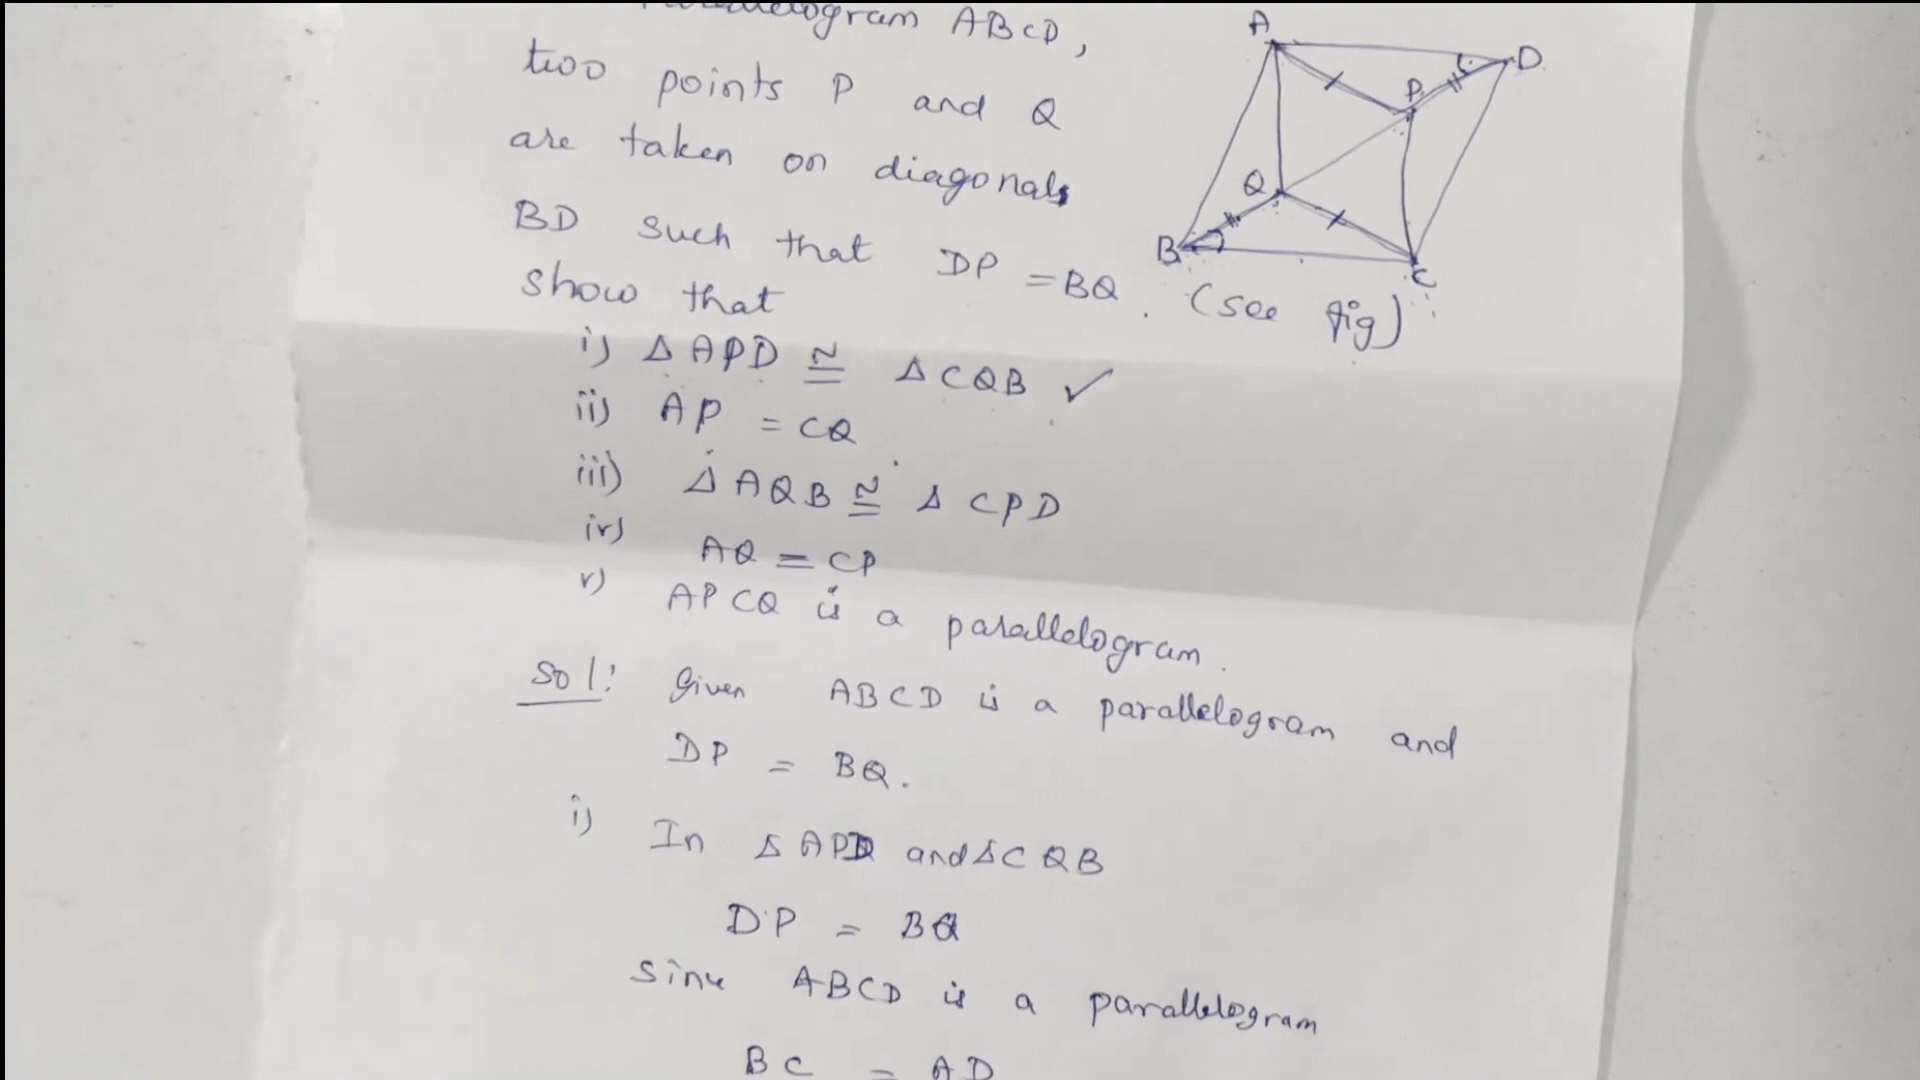 Parallelogram ABCD,
two points P and Q
are taken on diagonals
BD such that DP = BQ. (see fig)
show that
i) Δ APD ≅ Δ CQB ✓
ii) AP = CQ
iii) Δ AQB ≅ Δ CPD
iv) AQ = CP
v) APCQ is a parallelogram.
Sol: Given ABCD is a parallelogram and
DP = BQ.
i) In Δ APD and Δ CQB
DP = BQ
Sinu ABCD is a parallelogram
BC = AD
A
D
P
Q
B
C